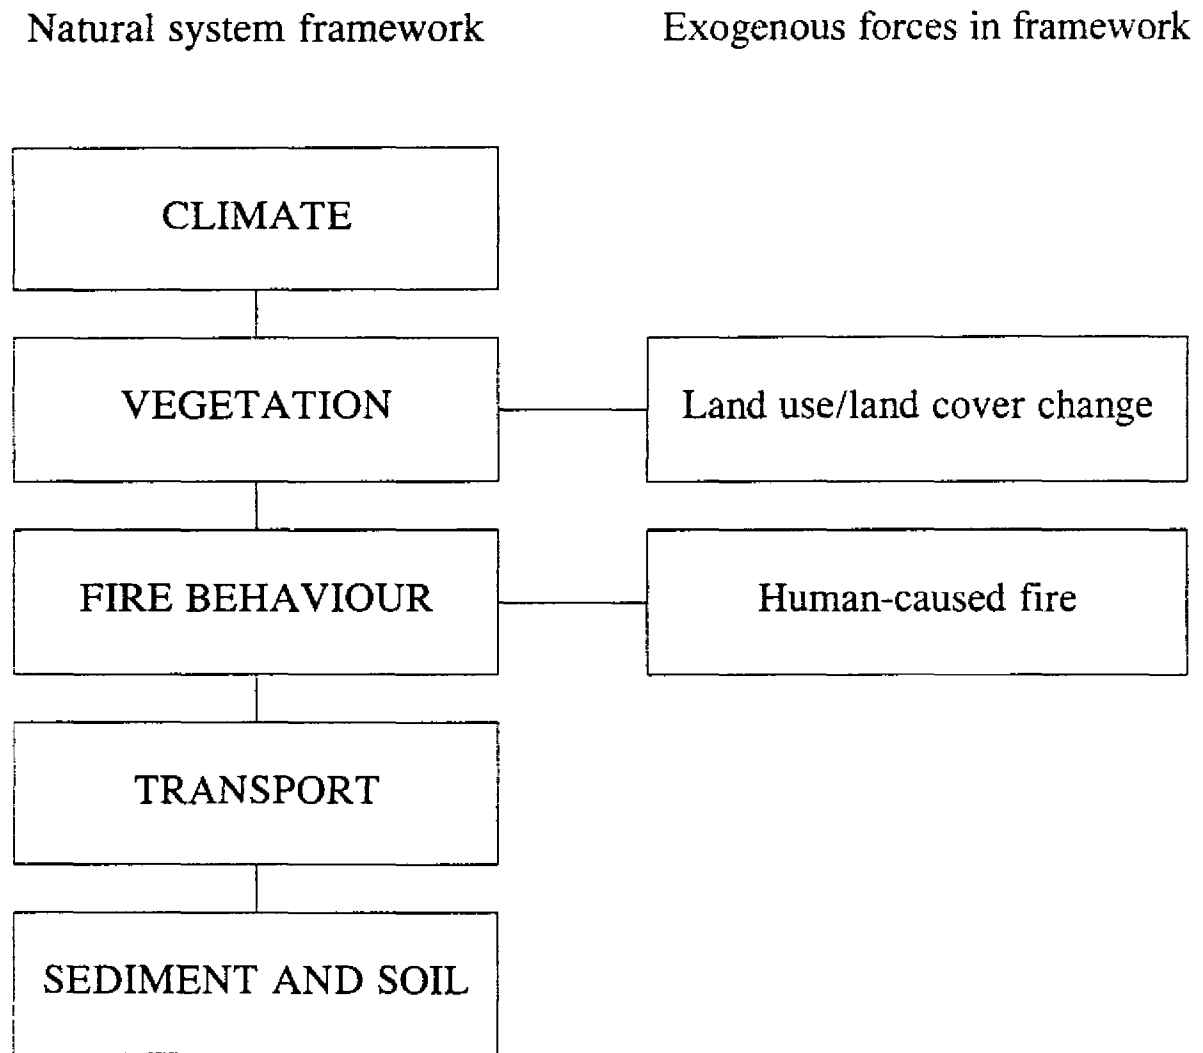 Natural system framework
Exogenous forces in framework
CLIMATE
VEGETATION
Land use/land cover change
FIRE BEHAVIOUR
Human-caused fire
TRANSPORT
SEDIMENT AND SOIL